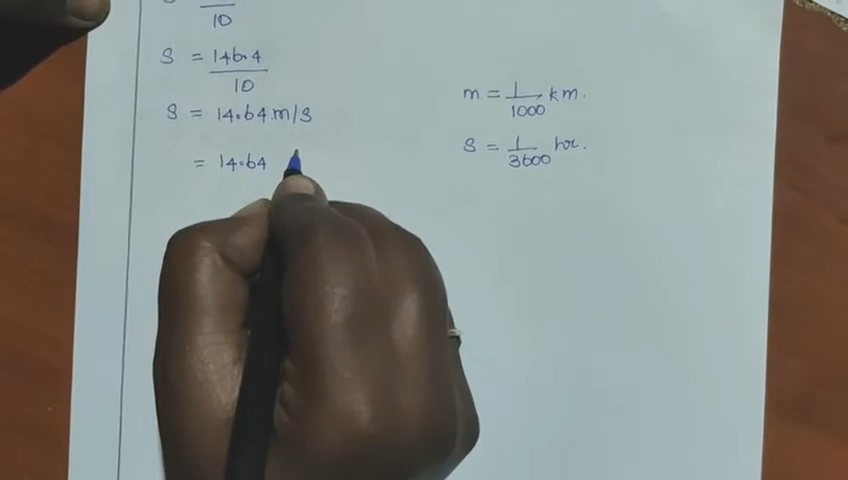 10
S = 146.4
10
S = 14.64 m/s
= 14.64
m = 1/1000 km.
S = 1/3600 hr.